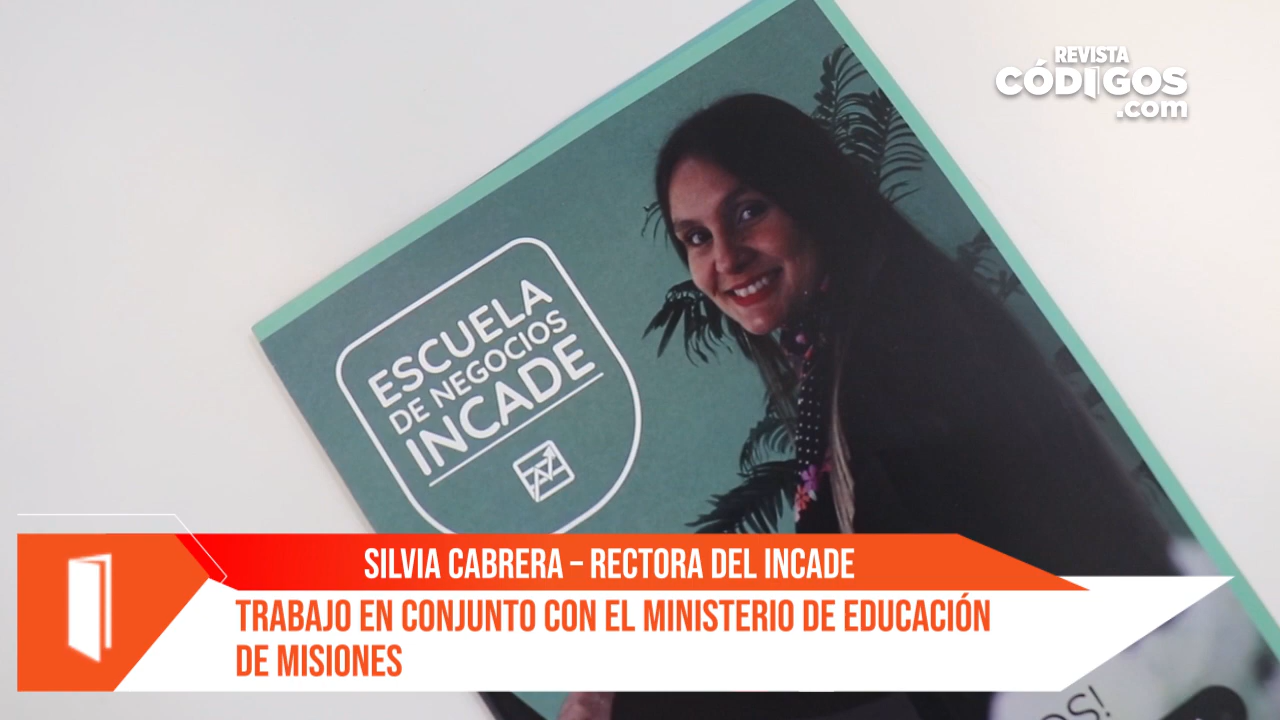 REVISTA
CÓDIGOS
.com
ESCUELA
DE NEGOCIOS
INCADE
SILVIA CABRERA – RECTORA DEL INCADE
TRABAJO EN CONJUNTO CON EL MINISTERIO DE EDUCACIÓN
DE MISIONES